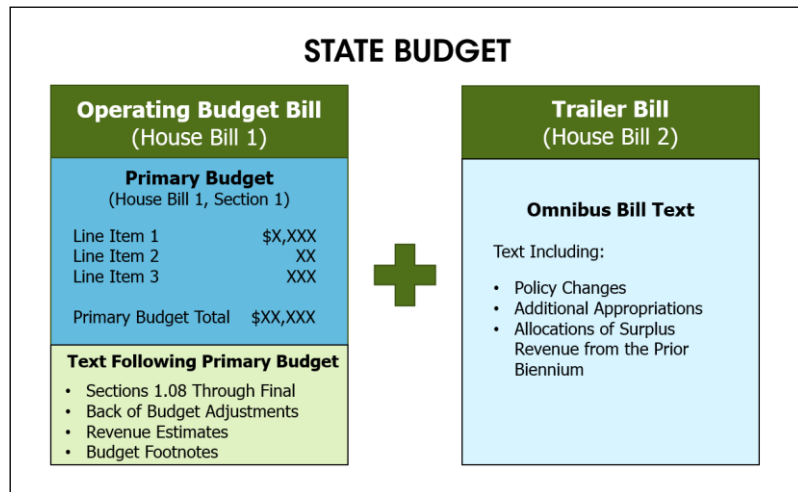 STATE BUDGET
Operating Budget Bill
(House Bill 1)
Primary Budget
(House Bill 1, Section 1)
Line Item 1 $X,XXX
Line Item 2 XX
Line Item 3 XXX
Primary Budget Total $XX,XXX
Text Following Primary Budget
• Sections 1.08 Through Final
• Back of Budget Adjustments
• Revenue Estimates
• Budget Footnotes
Trailer Bill
(House Bill 2)
Omnibus Bill Text
Text Including:
• Policy Changes
• Additional Appropriations
• Allocations of Surplus
Revenue from the Prior
Biennium